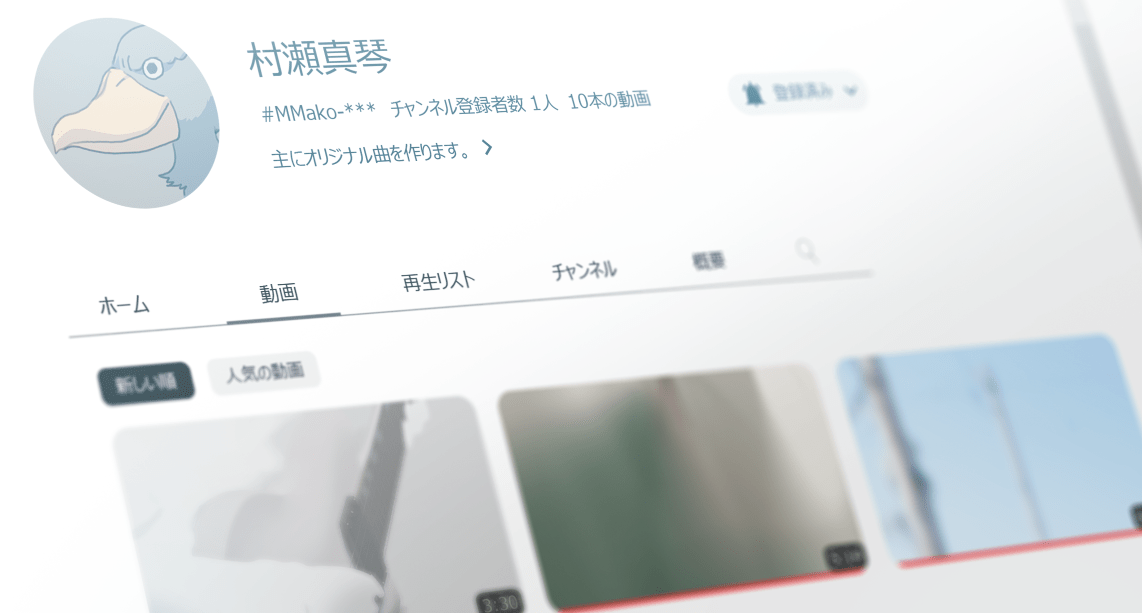 村瀬真琴
#MMako-*** チャンネル登録者数 1人 10本の動画
登録済み
主にオリジナル曲を作ります。
ホーム 動画 再生リスト チャンネル 概要
新しい順 人気の動画
3:30